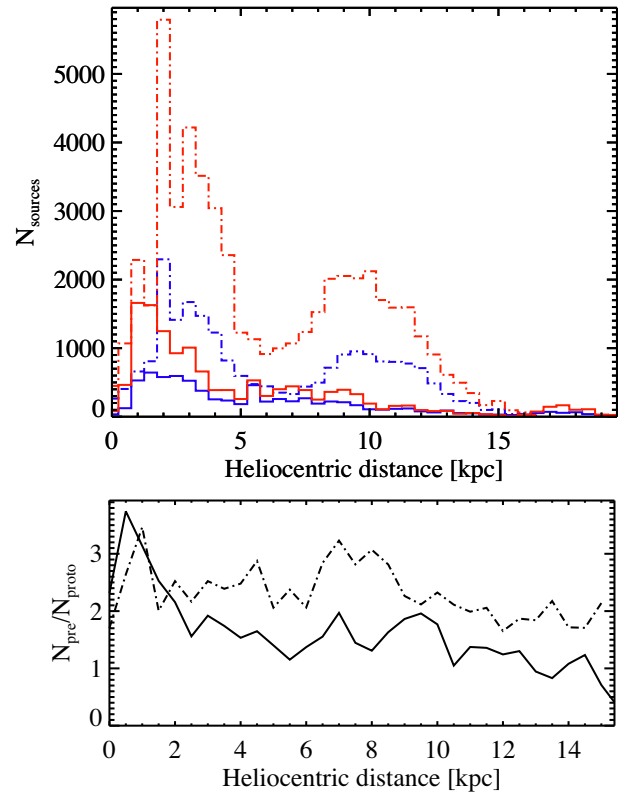 5000
4000
3000
2000
1000
0
N_sources
0 5 10 15
Heliocentric distance [kpc]
3
2
1
0
N_pre/N_proto
0 2 4 6 8 10 12 14
Heliocentric distance [kpc]